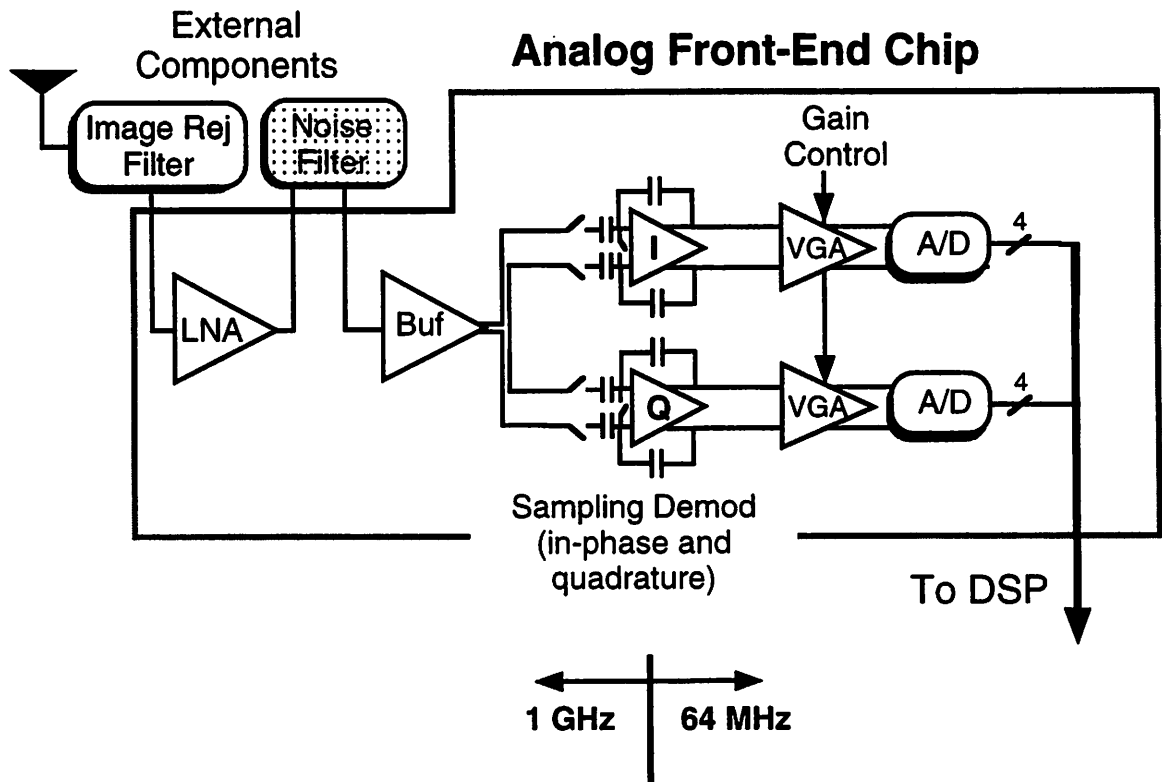 External
Components
Analog Front-End Chip
Image Rej
Filter
Noise
Filter
Gain
Control
LNA
Buf
I
VGA
A/D
4
Q
VGA
A/D
4
Sampling Demod
(in-phase and
quadrature)
To DSP
1 GHz
64 MHz